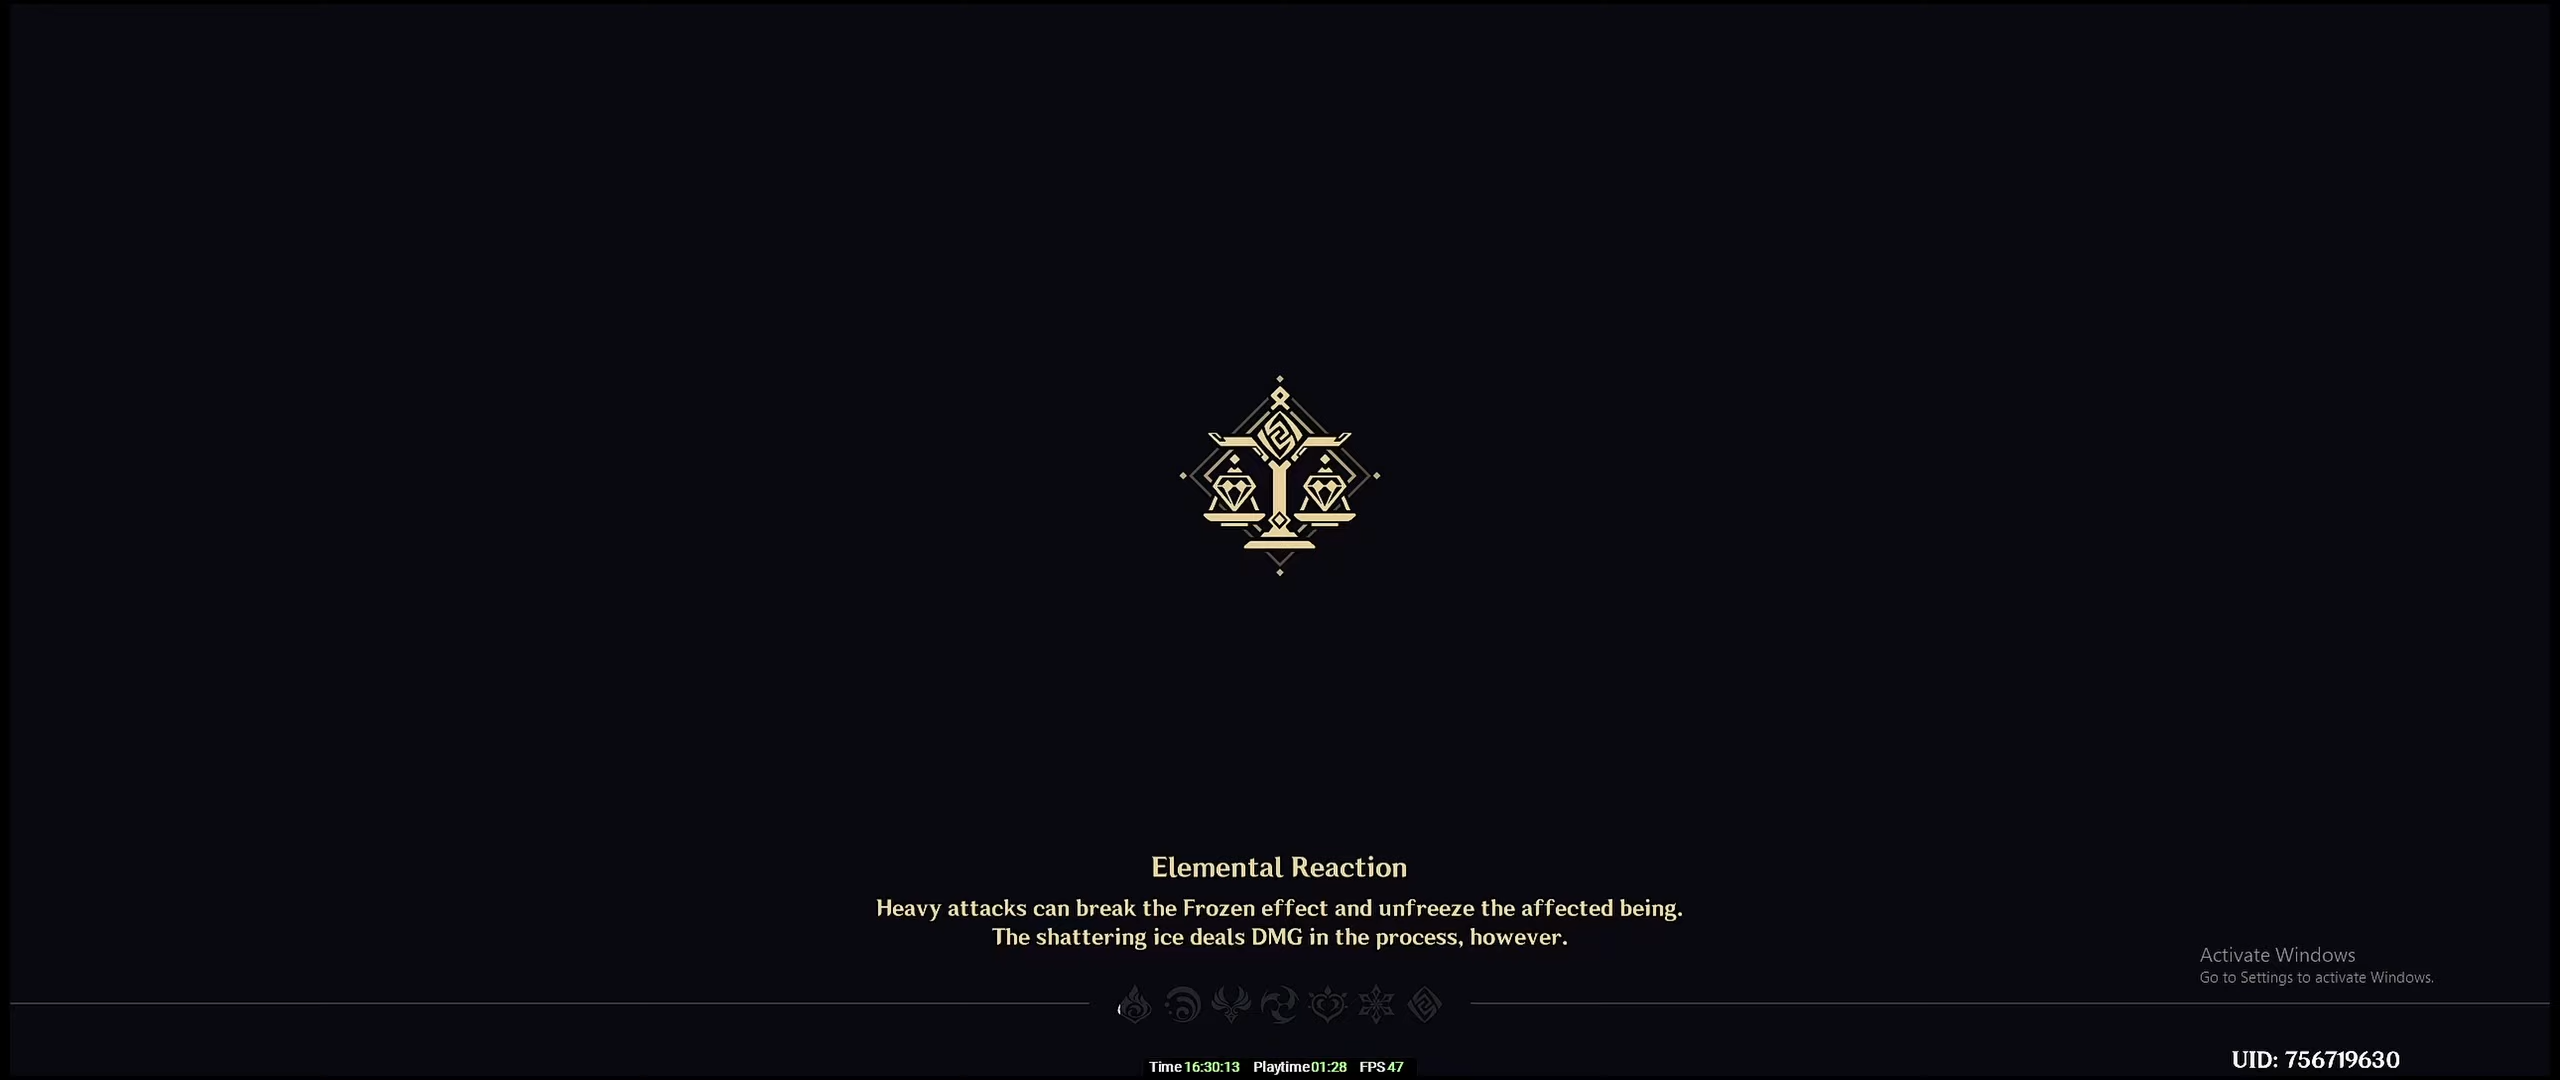 Elemental Reaction
Heavy attacks can break the Frozen effect and unfreeze the affected being.
The shattering ice deals DMG in the process, however.
Activate Windows
Go to Settings to activate Windows.
UID: 756719630
Time 16:30:13 Playtime 01:28 FPS 47